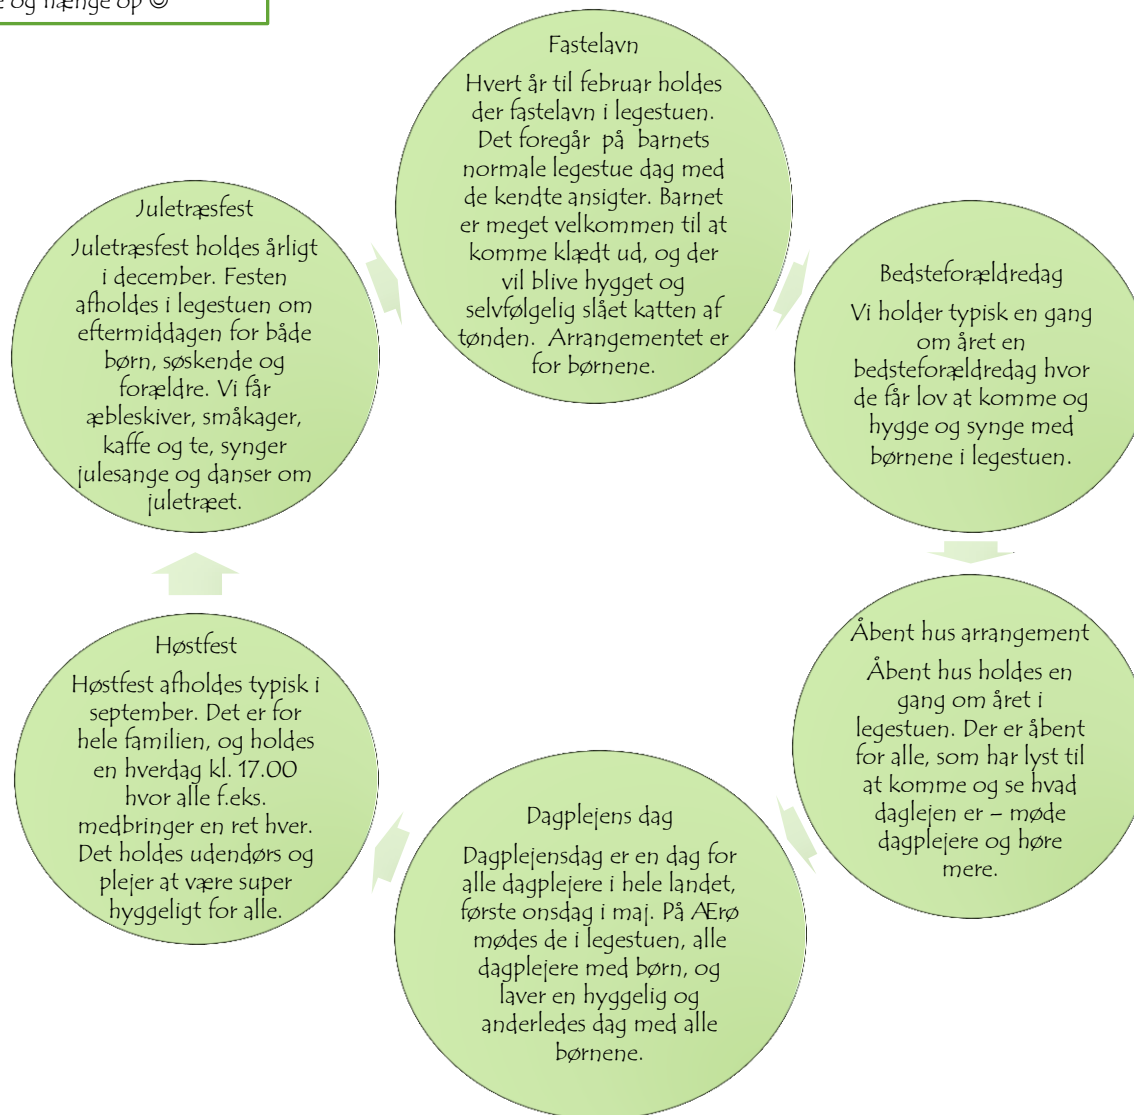 og hænge op ☺
Fastelavn
Hvert år til februar holdes
der fastelavn i legestuen.
Det foregår på barnets
normale legestue dag med
de kendte ansigter. Barnet
er meget velkommen til at
komme klædt ud, og der
vil blive hygget og
selvfølgelig slået katten af
tønden. Arrangementet er
for børnene.
Bedsteforældredag
Vi holder typisk en gang
om året en
bedsteforældredag hvor
de får lov at komme og
hygge og synge med
børnene i legestuen.
Åbent hus arrangement
Åbent hus holdes en
gang om året i
legestuen. Der er åbent
for alle, som har lyst til
at komme og se hvad
daglejen er – møde
dagplejere og høre
mere.
Dagplejens dag
Dagplejensdag er en dag for
alle dagplejere i hele landet,
første onsdag i maj. På Ærø
mødes de i legestuen, alle
dagplejere med børn, og
laver en hyggelig og
anderledes dag med alle
børnene.
Høstfest
Høstfest afholdes typisk i
september. Det er for
hele familien, og holdes
en hverdag kl. 17.00
hvor alle f.eks.
medbringer en ret hver.
Det holdes udendørs og
plejer at være super
hyggeligt for alle.
Juletræsfest
Juletræsfest holdes årligt
i december. Festen
afholdes i legestuen om
eftermiddagen for både
børn, søskende og
forældre. Vi får
æbleskiver, småkager,
kaffe og te, synger
julesange og danser om
juletræet.